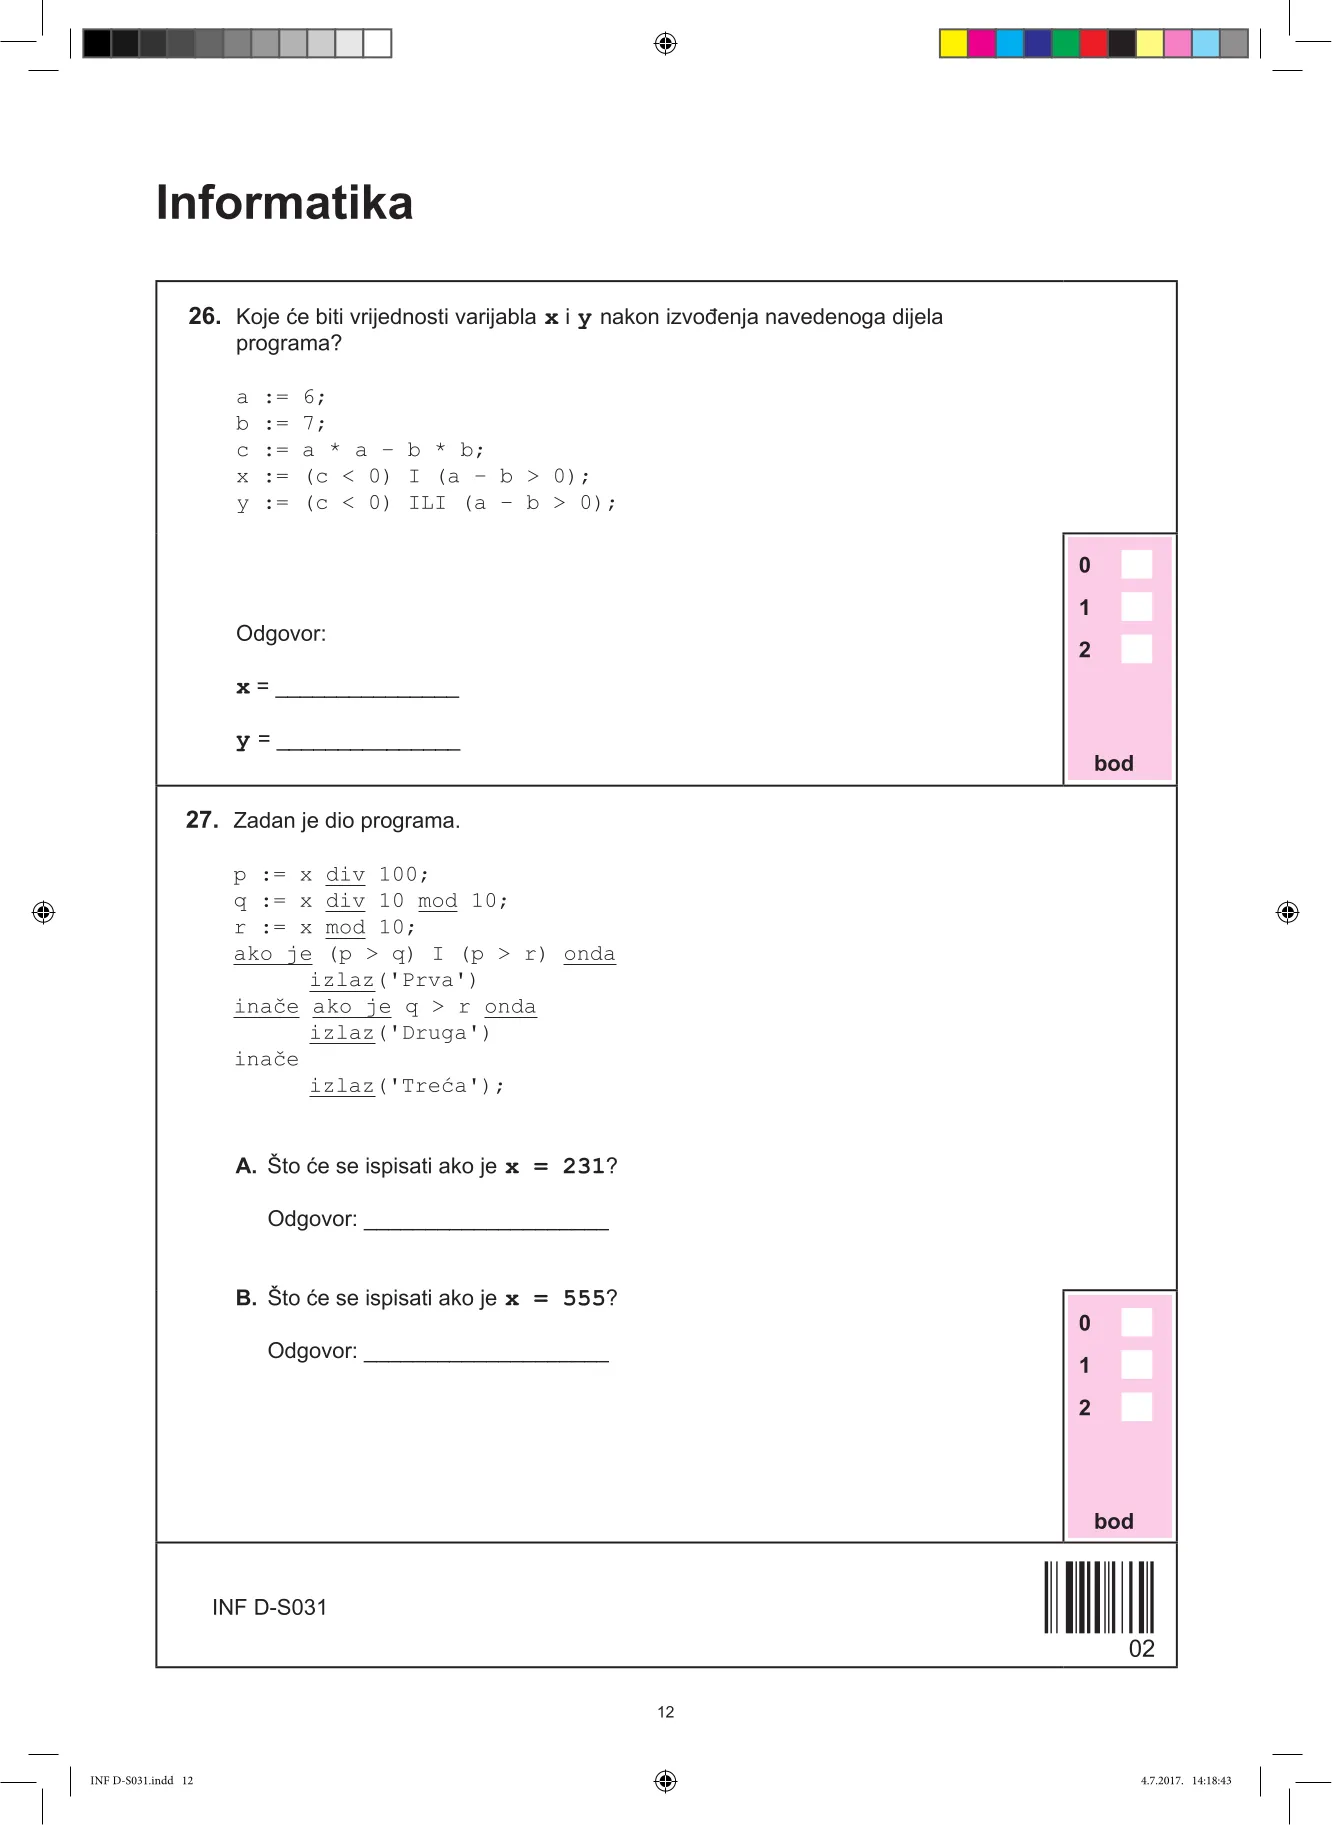 Informatika
26. Koje će biti vrijednosti varijabla x i y nakon izvođenja navedenoga dijela
programa?
a := 6;
b := 7;
c := a * a – b * b;
x := (c < 0) I (a – b > 0);
y := (c < 0) ILI (a – b > 0);
0
1
2
bod
Odgovor:
x = _______________
y = _______________
27. Zadan je dio programa.
p := x div 100;
q := x div 10 mod 10;
r := x mod 10;
ako je (p > q) I (p > r) onda
izlaz('Prva')
inače ako je q > r onda
izlaz('Druga')
inače
izlaz('Treća');
A. Što će se ispisati ako je x = 231?
Odgovor: ____________________
B. Što će se ispisati ako je x = 555?
Odgovor: ____________________
0
1
2
bod
INF D-S031
02
12
INF D-S031.indd 12
4.7.2017. 14:18:43